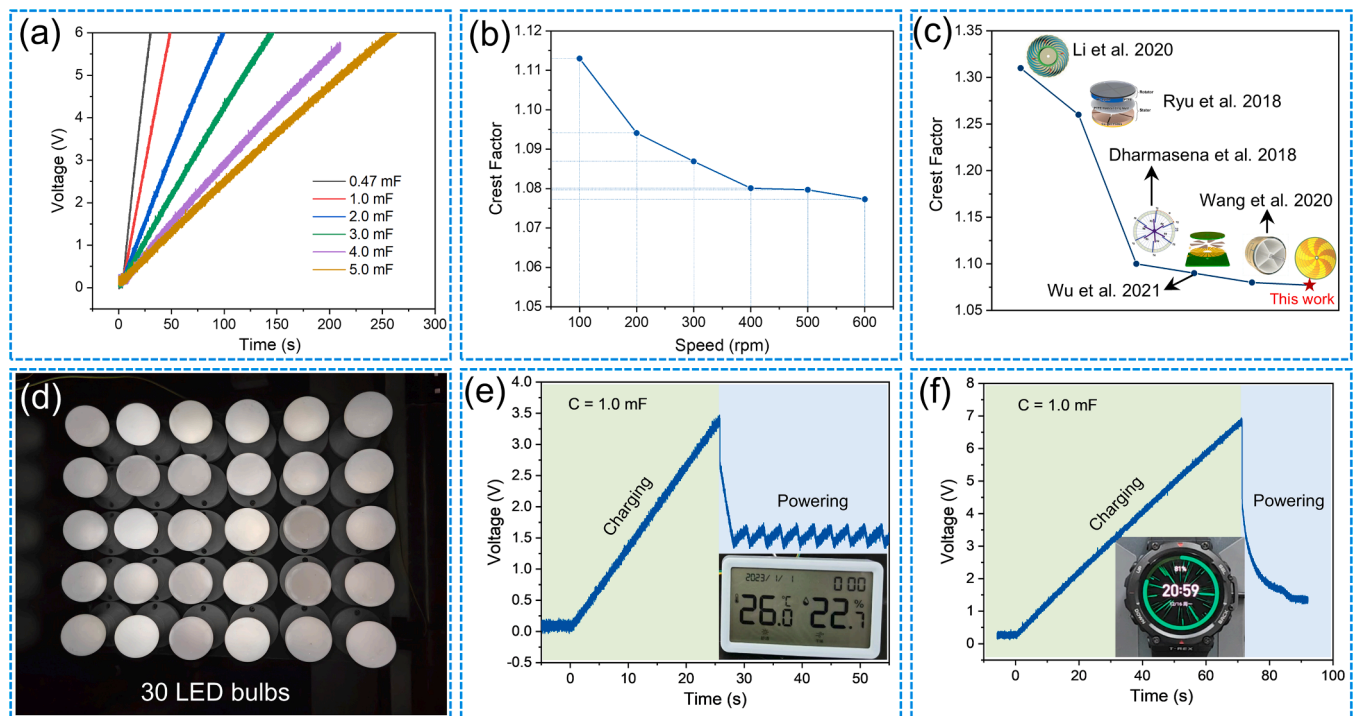 (a)
6
5
4
3
2
1
0
Voltage (V)
0.47 mF
1.0 mF
2.0 mF
3.0 mF
4.0 mF
5.0 mF
0 50 100 150 200 250 300
Time (s)
(b)
1.12
1.11
1.10
1.09
1.08
1.07
1.06
1.05
Crest Factor
100 200 300 400 500 600
Speed (rpm)
(c)
1.35
1.30
1.25
1.20
1.15
1.10
1.05
Crest Factor
Li et al. 2020
Rotator
Stator
Ryu et al. 2018
Dharmasena et al. 2018
Wang et al. 2020
Wu et al. 2021
This work
(d)
30 LED bulbs
(e)
4.0
3.5
3.0
2.5
2.0
1.5
1.0
0.5
0.0
-0.5
Voltage (V)
C = 1.0 mF
Charging
Powering
2023/ 1/ 1 0:00
26.0 °C 22.7 %
0 10 20 30 40 50
Time (s)
(f)
8
7
6
5
4
3
2
1
0
Voltage (V)
C = 1.0 mF
Charging
Powering
81%
20:59
T-REX
0 20 40 60 80 100
Time (s)